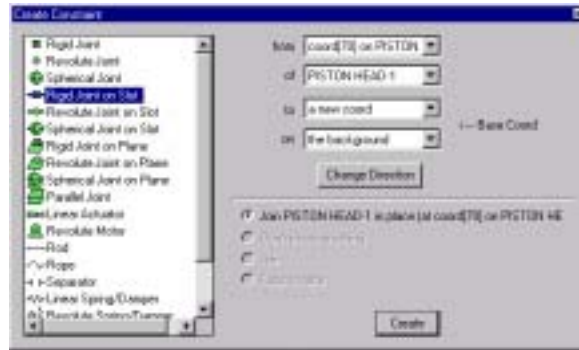 Create Constraint
Rigid Joint
Revolute Joint
Spherical Joint
Rigid Joint on Slot
Revolute Joint on Slot
Spherical Joint on Slot
Rigid Joint on Plane
Revolute Joint on Plane
Spherical Joint on Plane
Parallel Joint
Linear Actuator
Revolute Motor
Rod
Rope
Separator
Linear Spring/Damper
Revolute Spring/Damper
from coord[78] on PISTON
of PISTON HEAD-1
to a new coord
on the background
<--- Base Coord
Change Direction
Join PISTON HEAD-1 in place (at coord[78] on PISTON HE
Create